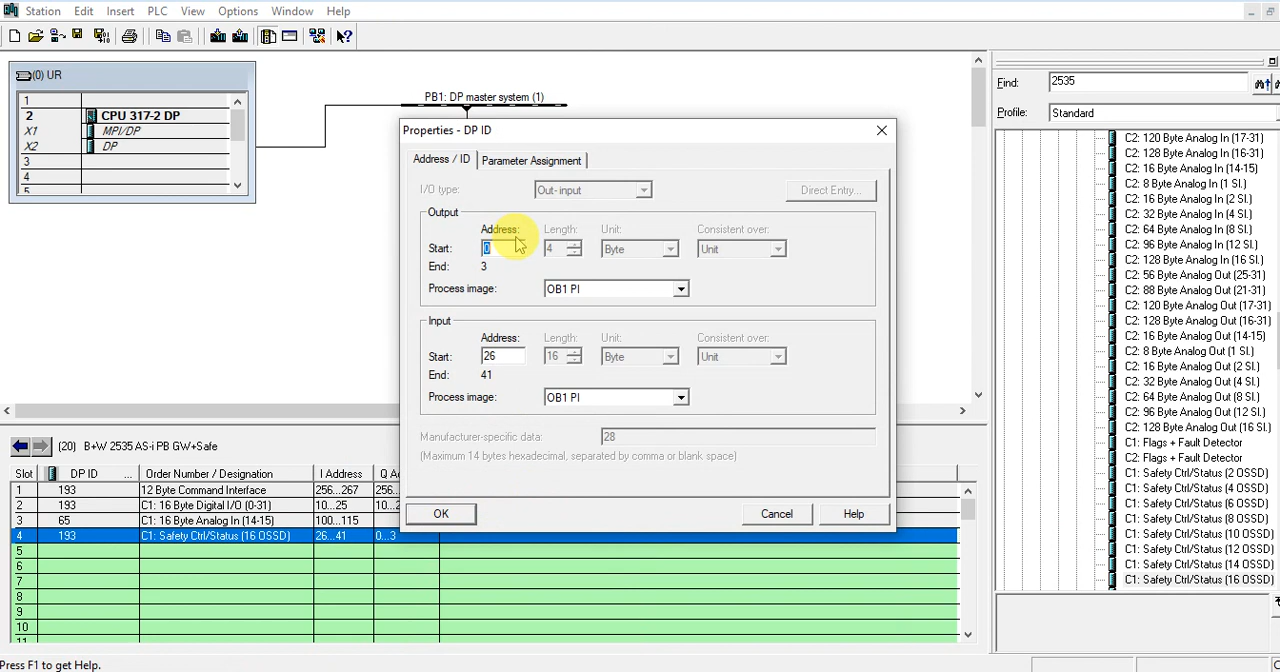 Station Edit Insert PLC View Options Window Help
(0) UR
1
2 CPU 317-2 DP
X1 MPI/DP
X2 DP
3
4
5
PB1: DP master system (1)
Properties - DP ID
Address / ID Parameter Assignment
I/O type: Out- input Direct Entry...
Output
Address: Length: Unit: Consistent over:
Start: 0 4 Byte Unit
End: 3
Process image: OB1 PI
Input
Address: Length: Unit: Consistent over:
Start: 26 16 Byte Unit
End: 41
Process image: OB1 PI
Manufacturer-specific data: 28
(Maximum 14 bytes hexadecimal, separated by comma or blank space)
OK Cancel Help
Find: 2535
Profile: Standard
C2: 120 Byte Analog In (17-31)
C2: 128 Byte Analog In (16-31)
C2: 16 Byte Analog In (14-15)
C2: 8 Byte Analog In (1 Sl.)
C2: 16 Byte Analog In (2 Sl.)
C2: 32 Byte Analog In (4 Sl.)
C2: 64 Byte Analog In (8 Sl.)
C2: 96 Byte Analog In (12 Sl.)
C2: 128 Byte Analog In (16 Sl.)
C2: 56 Byte Analog Out (25-31)
C2: 88 Byte Analog Out (21-31)
C2: 120 Byte Analog Out (17-31)
C2: 128 Byte Analog Out (16-31)
C2: 16 Byte Analog Out (14-15)
C2: 8 Byte Analog Out (1 Sl.)
C2: 16 Byte Analog Out (2 Sl.)
C2: 32 Byte Analog Out (4 Sl.)
C2: 64 Byte Analog Out (8 Sl.)
C2: 96 Byte Analog Out (12 Sl.)
C2: 128 Byte Analog Out (16 Sl.)
C1: Flags + Fault Detector
C2: Flags + Fault Detector
C1: Safety Ctrl/Status (2 OSSD)
C1: Safety Ctrl/Status (4 OSSD)
C1: Safety Ctrl/Status (6 OSSD)
C1: Safety Ctrl/Status (8 OSSD)
C1: Safety Ctrl/Status (10 OSSD)
C1: Safety Ctrl/Status (12 OSSD)
C1: Safety Ctrl/Status (14 OSSD)
C1: Safety Ctrl/Status (16 OSSD)
(20) B+W 2535 AS-i PB GW+Safe
Slot DP ID ... Order Number / Designation I Address Q Ad
1 193 12 Byte Command Interface 256...267 256...
2 193 C1: 16 Byte Digital I/O (0-31) 10...25 10...2
3 65 C1: 16 Byte Analog In (14-15) 100...115
4 193 C1: Safety Ctrl/Status (16 OSSD) 26...41 0...3
5
6
7
8
9
10
11
Press F1 to get Help.